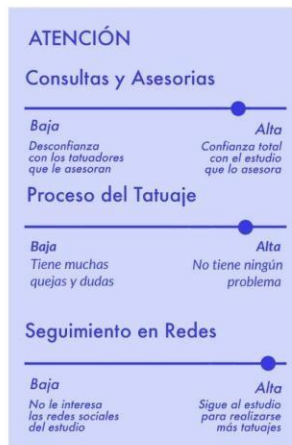 ATENCIÓN
Consultas y Asesorias
Baja Alta
Desconfianza Confianza total
con los tatuadores con el estudio
que le asesoran que lo asesora
Proceso del Tatuaje
Baja Alta
Tiene muchas No tiene ningún
quejas y dudas problema
Seguimiento en Redes
Baja Alta
No le interesa Sigue al estudio
las redes sociales para realizarse
del estudio más tatuajes